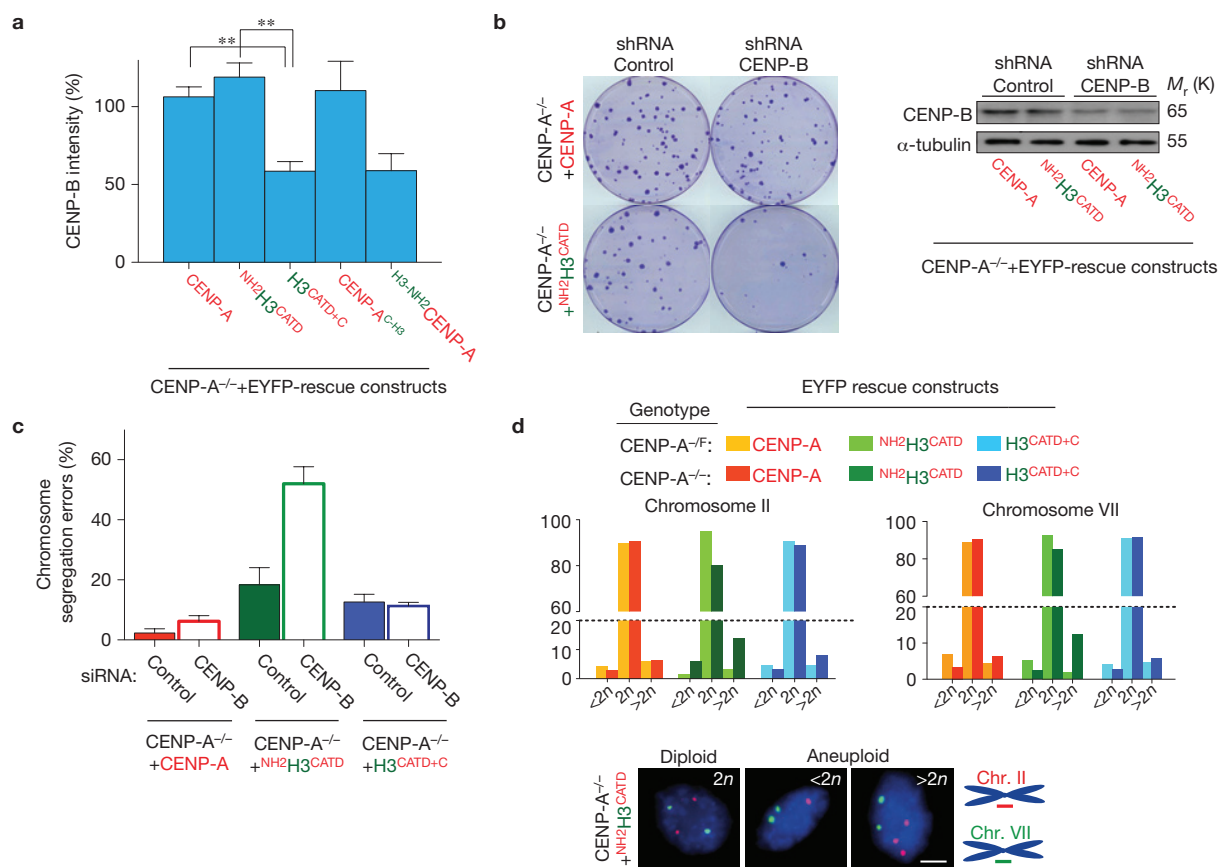 a
CENP-B intensity (%)
100
50
0
**
**
CENP-A
NH2H3CATD
H3CATD+C
CENP-AC-H3
H3-NH2CENP-A
CENP-A–/–+EYFP-rescue constructs
b
shRNA Control
shRNA CENP-B
CENP-A–/– +CENP-A
CENP-A–/– +NH2H3CATD
shRNA Control
shRNA CENP-B
Mr (K)
CENP-B
65
α-tubulin
55
CENP-A
NH2H3CATD
CENP-A
NH2H3CATD
CENP-A–/–+EYFP-rescue constructs
c
Chromosome segregation errors (%)
60
40
20
0
siRNA:
Control
CENP-B
Control
CENP-B
Control
CENP-B
CENP-A–/– +CENP-A
CENP-A–/– +NH2H3CATD
CENP-A–/– +H3CATD+C
d
EYFP rescue constructs
Genotype
CENP-A–/F: CENP-A NH2H3CATD H3CATD+C
CENP-A–/–: CENP-A NH2H3CATD H3CATD+C
Chromosome II
100
80
60
20
10
0
<2n 2n >2n <2n 2n >2n <2n 2n >2n
Chromosome VII
100
80
60
20
10
0
<2n 2n >2n <2n 2n >2n <2n 2n >2n
Diploid
Aneuploid
CENP-A–/– +NH2H3CATD
2n
<2n
>2n
Chr. II
Chr. VII